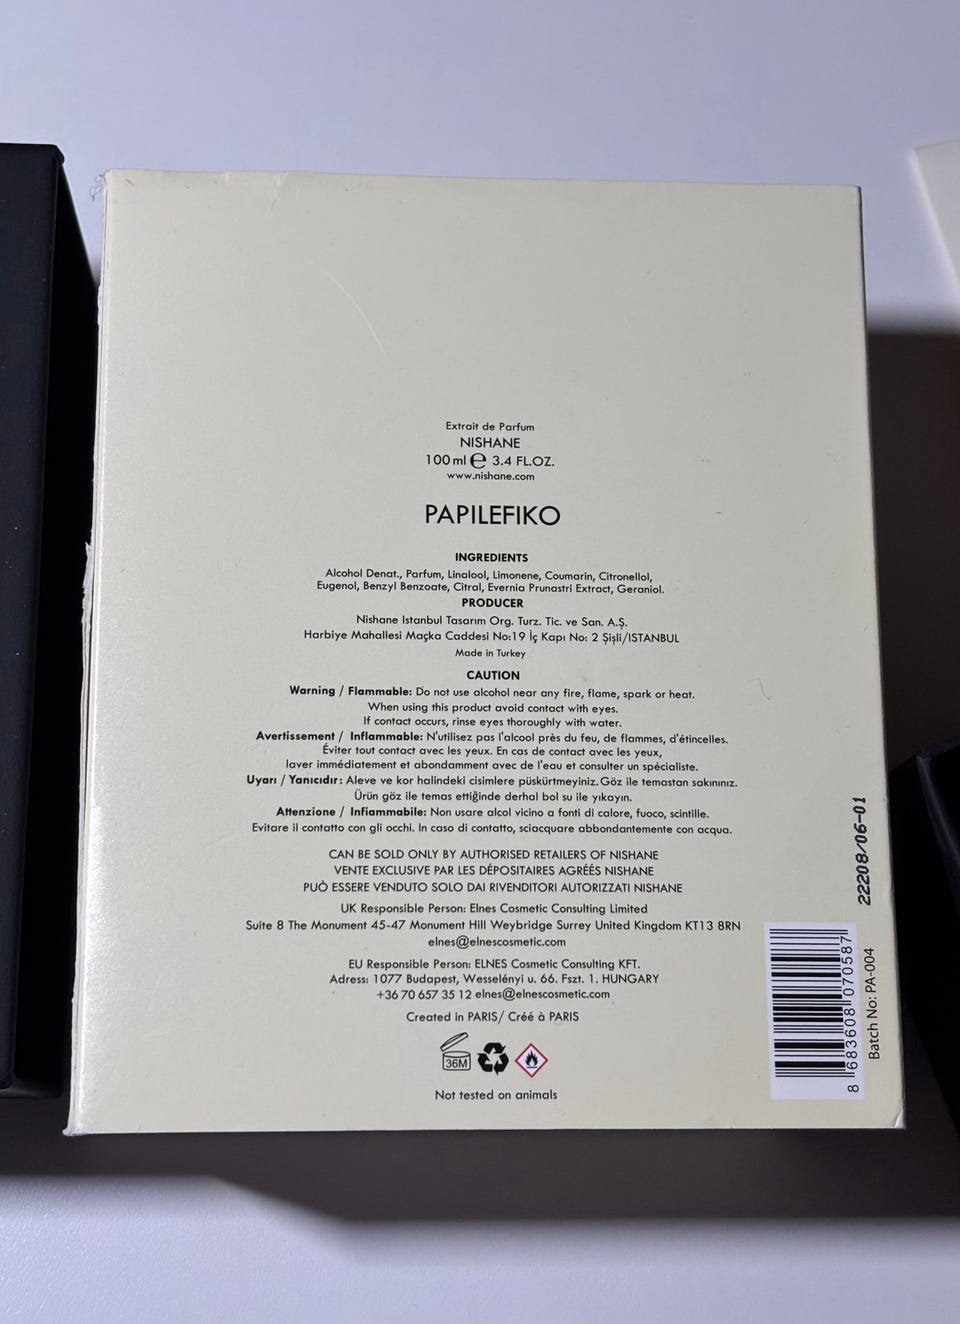 Extrait de Parfum
NISHANE
100 ml ℮ 3.4 FL.OZ.
www.nishane.com
PAPILEFIKO
INGREDIENTS
Alcohol Denat., Parfum, Linalool, Limonene, Coumarin, Citronellol,
Eugenol, Benzyl Benzoate, Citral, Evernia Prunastri Extract, Geraniol.
PRODUCER
Nishane Istanbul Tasarım Org. Turz. Tic. ve San. A.Ş.
Harbiye Mahallesi Maçka Caddesi No:19 İç Kapı No: 2 Şişli/ISTANBUL
Made in Turkey
CAUTION
Warning / Flammable: Do not use alcohol near any fire, flame, spark or heat.
When using this product avoid contact with eyes.
If contact occurs, rinse eyes thoroughly with water.
Avertissement / Inflammable: N'utilisez pas l'alcool près du feu, de flammes, d'étincelles.
Éviter tout contact avec les yeux. En cas de contact avec les yeux,
laver immédiatement et abondamment avec de l'eau et consulter un spécialiste.
Uyarı / Yanıcıdır: Aleve ve kor halindeki cisimlere püskürtmeyiniz. Göz ile temastan sakınınız.
Ürün göz ile temas ettiğinde derhal bol su ile yıkayın.
Attenzione / Infiammabile: Non usare alcol vicino a fonti di calore, fuoco, scintille.
Evitare il contatto con gli occhi. In caso di contatto, sciacquare abbondantemente con acqua.
CAN BE SOLD ONLY BY AUTHORISED RETAILERS OF NISHANE
VENTE EXCLUSIVE PAR LES DÉPOSITAIRES AGRÉÉS NISHANE
PUÒ ESSERE VENDUTO SOLO DAI RIVENDITORI AUTORIZZATI NISHANE
UK Responsible Person: Elnes Cosmetic Consulting Limited
Suite 8 The Monument 45-47 Monument Hill Weybridge Surrey United Kingdom KT13 8RN
elnes@elnescosmetic.com
EU Responsible Person: ELNES Cosmetic Consulting KFT.
Adress: 1077 Budapest, Wesselényi u. 66. Fszt. 1. HUNGARY
+36 70 657 35 12 elnes@elnescosmetic.com
Created in PARIS/ Créé à PARIS
36M
Not tested on animals
22208/06-01
8 683608 070587
Batch No: PA-004